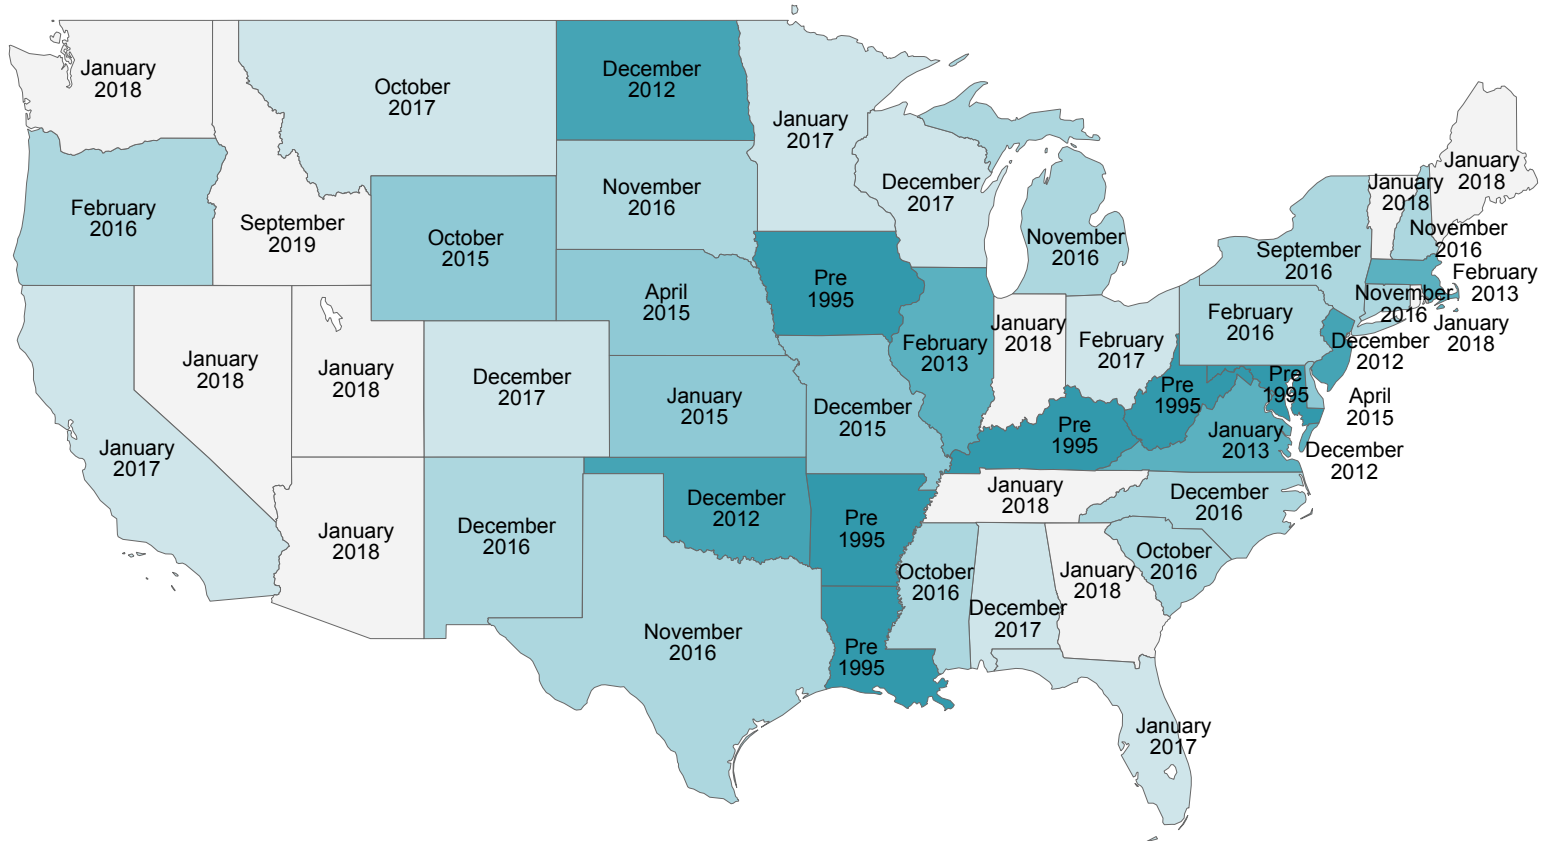 January
2018
October
2017
December
2012
January
2017
February
2016
September
2019
October
2015
November
2016
December
2017
November
2016
January
2018
January
2018
November
2016
September
2016
February
2013
November
2016
January
2018
December
2012
April
2015
December
2012
Pre
1995
April
2015
February
2013
January
2018
February
2017
February
2016
January
2017
January
2018
January
2018
December
2017
January
2015
December
2015
Pre
1995
Pre
1995
Pre
1995
January
2013
January
2018
December
2016
December
2012
Pre
1995
January
2018
December
2016
November
2016
Pre
1995
October
2016
December
2017
January
2018
October
2016
January
2017